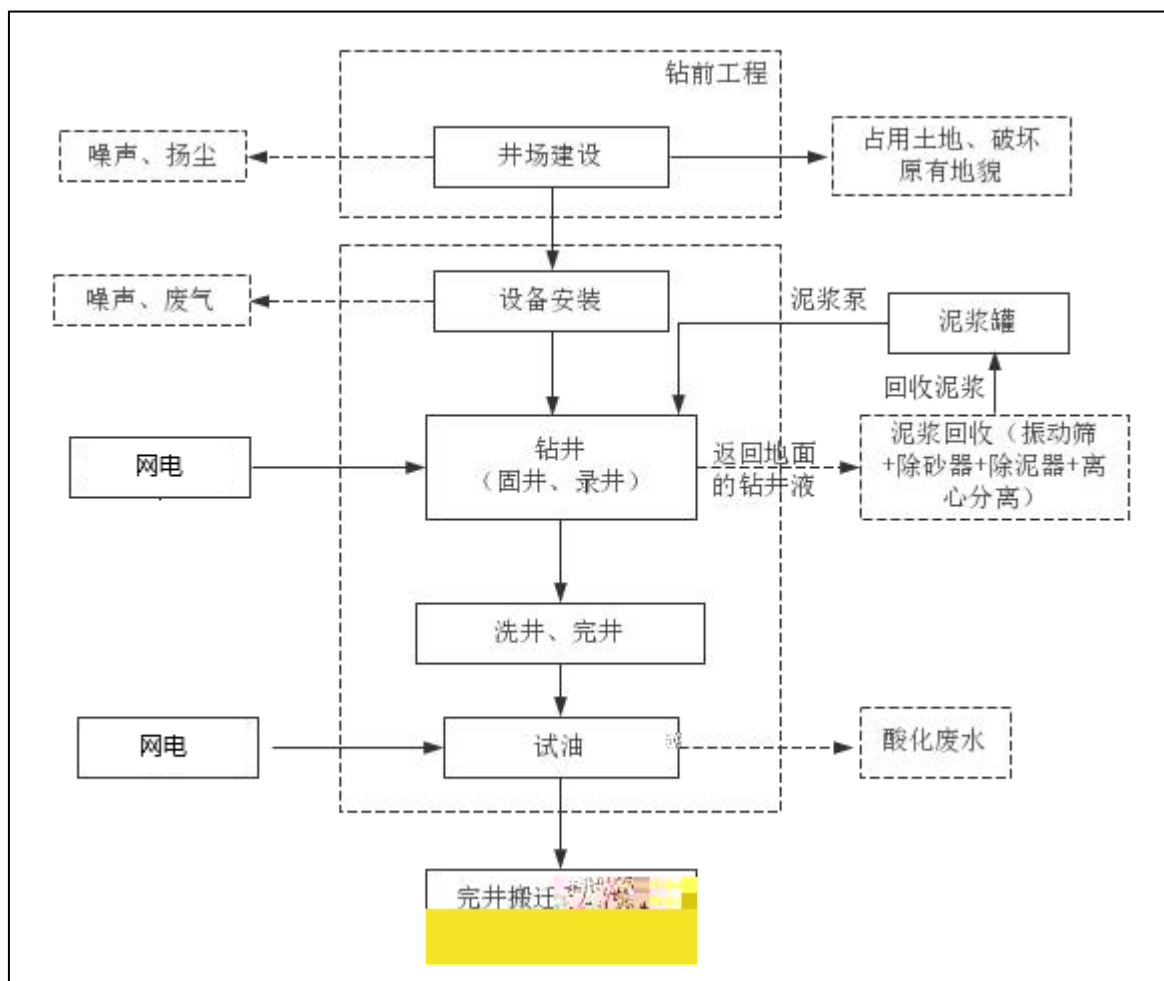 钻前工程
噪声、扬尘
井场建设
占用土地、破坏
原有地貌
噪声、废气
设备安装
泥浆泵
泥浆罐
回收泥浆
网电
钻井
（固井、录井）
返回地面
的钻井液
泥浆回收（振动筛
+除砂器+除泥器+离
心分离）
洗井、完井
网电
试油
酸化废水
完井搬迁